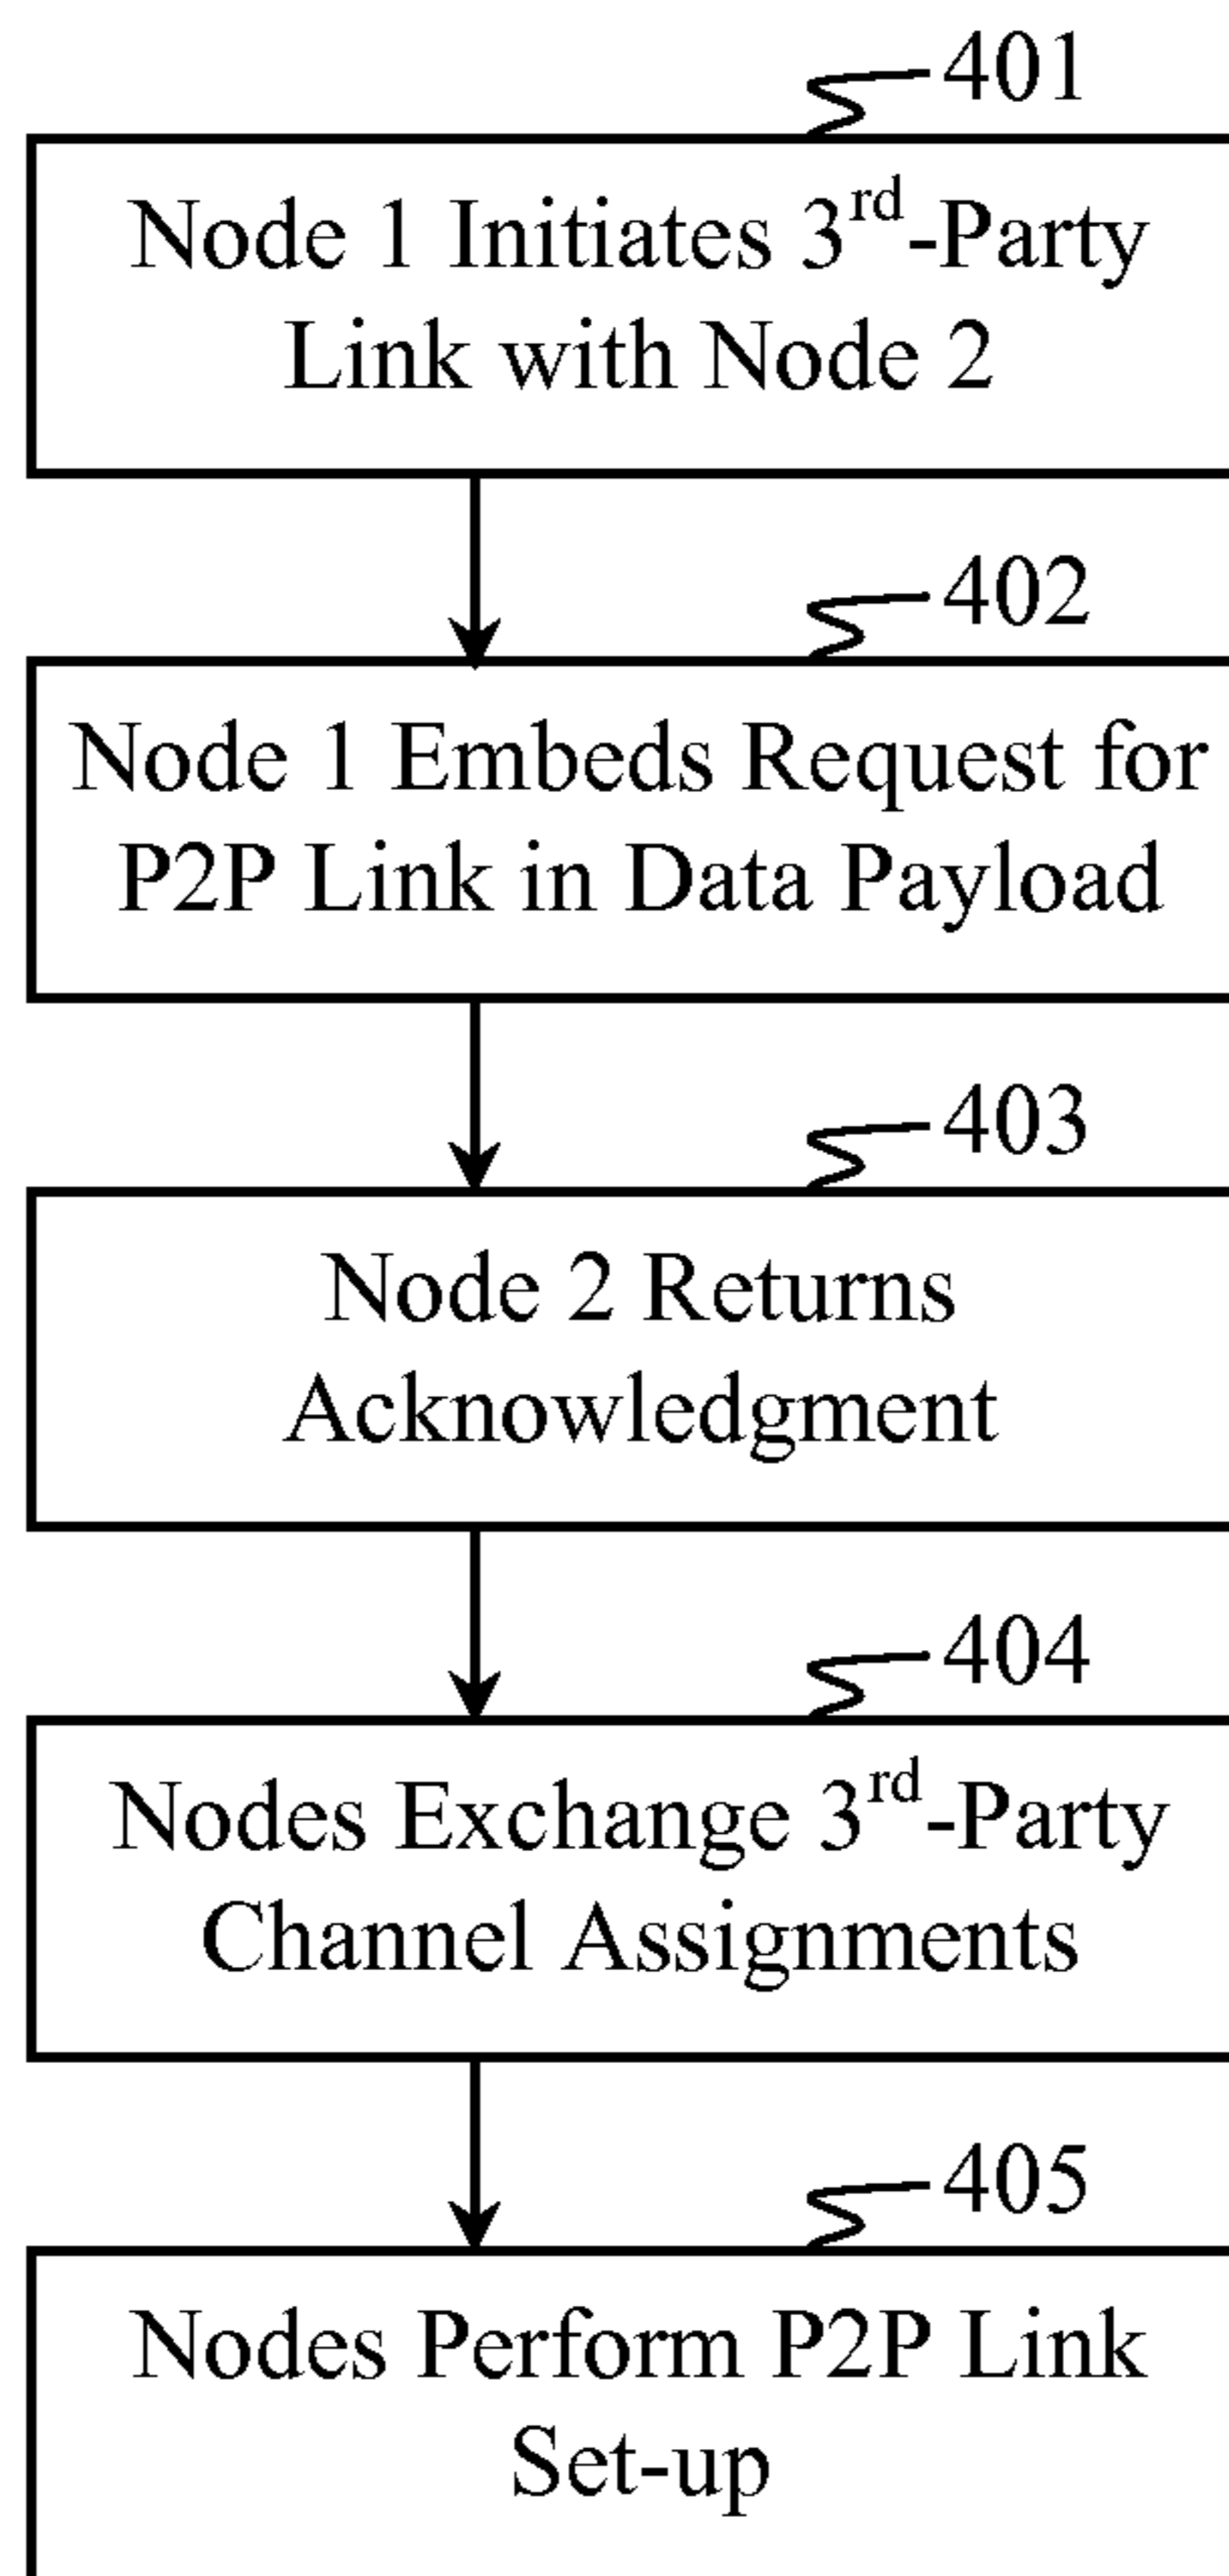 401
Node 1 Initiates 3rd-Party
Link with Node 2
402
Node 1 Embeds Request for
P2P Link in Data Payload
403
Node 2 Returns
Acknowledgment
404
Nodes Exchange 3rd-Party
Channel Assignments
405
Nodes Perform P2P Link
Set-up